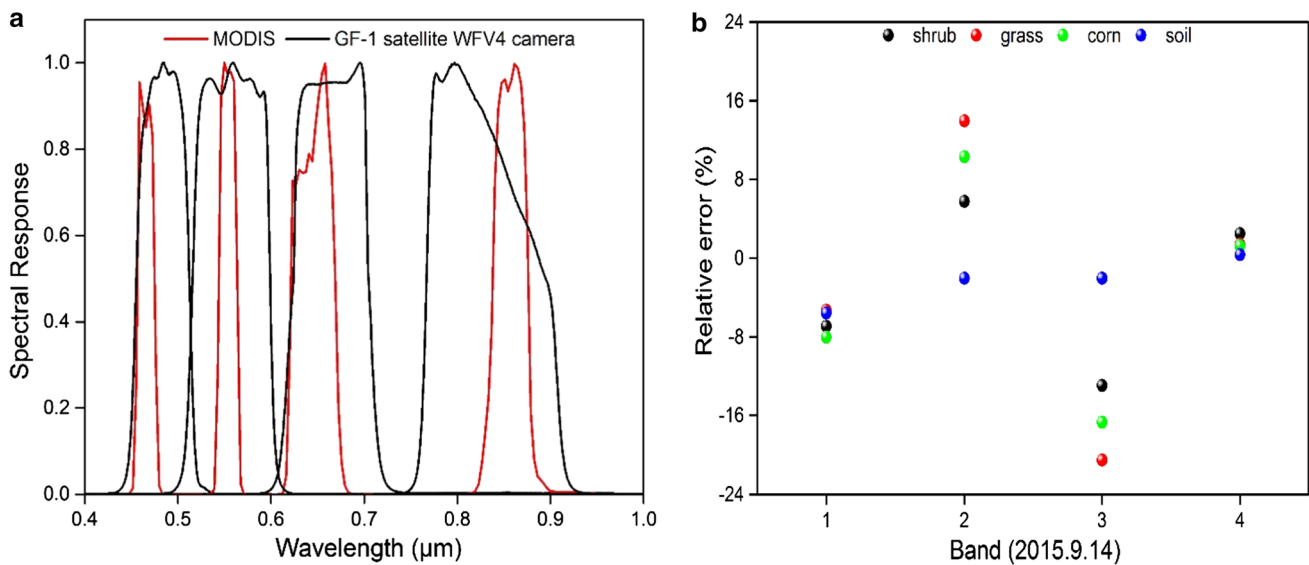 a
MODIS
GF-1 satellite WFV4 camera
1.0
0.8
0.6
0.4
0.2
0.0
Spectral Response
0.4 0.5 0.6 0.7 0.8 0.9 1.0
Wavelength (μm)
b
shrub grass corn soil
24
16
8
0
-8
-16
-24
Relative error (%)
1 2 3 4
Band (2015.9.14)